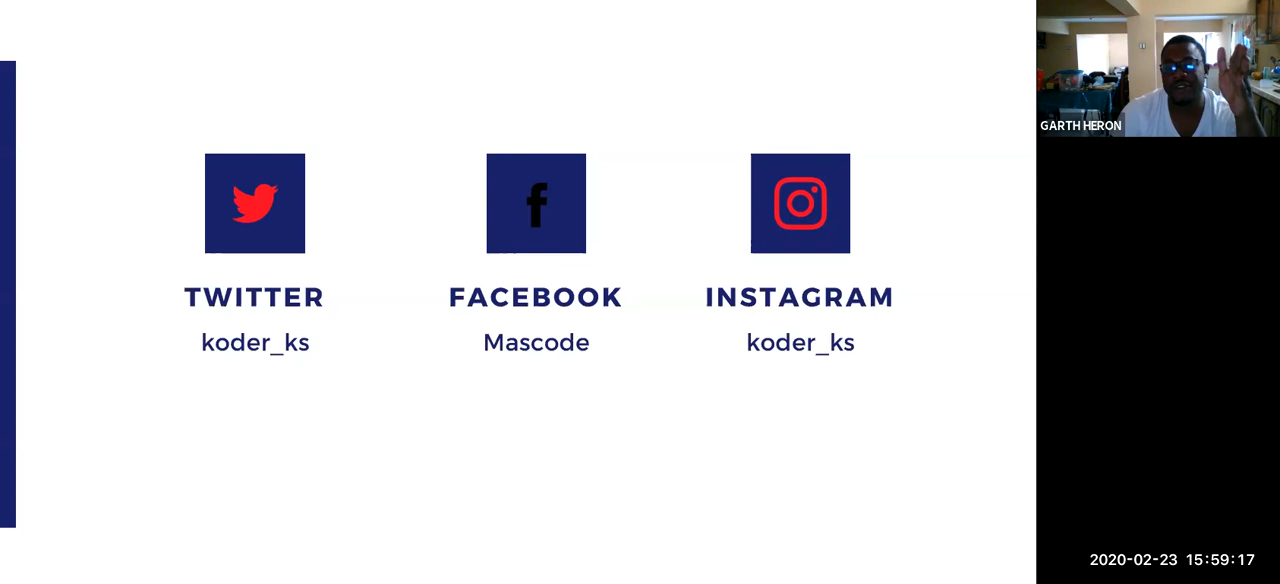 TWITTER
koder_ks
FACEBOOK
Mascode
INSTAGRAM
koder_ks
GARTH HERON
2020-02-23 15:59:17